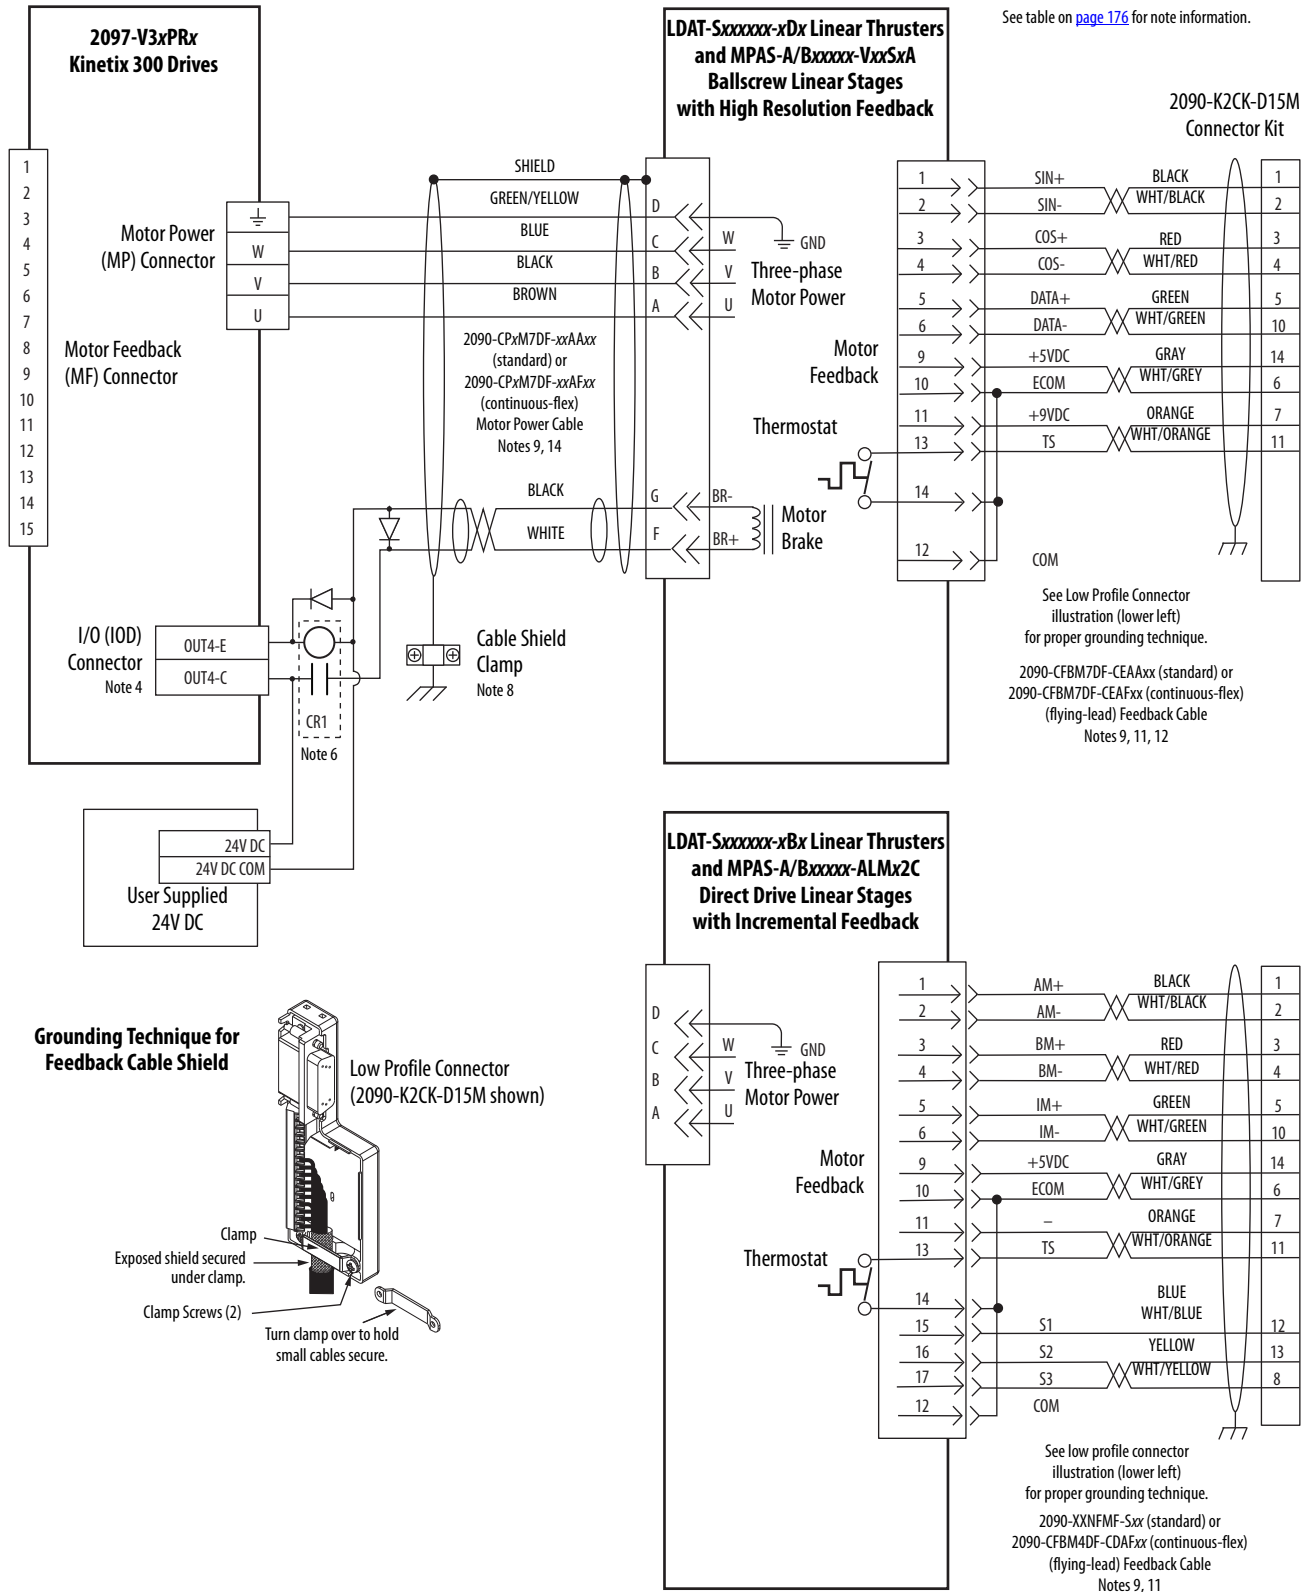 See table on page 176 for note information.
2097-V3xPRx
Kinetix 300 Drives
1
2
3
4
5
6
7
8
9
10
11
12
13
14
15
Motor Power
(MP) Connector
W
V
U
Motor Feedback
(MF) Connector
I/O (IOD)
Connector
Note 4
OUT4-E
OUT4-C
CR1
Note 6
24V DC
24V DC COM
User Supplied
24V DC
SHIELD
GREEN/YELLOW
BLUE
BLACK
BROWN
2090-CPxM7DF-xxAAxx
(standard) or
2090-CPxM7DF-xxAFxx
(continuous-flex)
Motor Power Cable
Notes 9, 14
BLACK
WHITE
Cable Shield
Clamp
Note 8
LDAT-Sxxxxxx-xDx Linear Thrusters
and MPAS-A/Bxxxxx-VxxSxA
Ballscrew Linear Stages
with High Resolution Feedback
D
C
B
A
G
F
GND
W
V
U
Three-phase
Motor Power
BR-
BR+
Motor
Brake
Motor
Feedback
Thermostat
2090-K2CK-D15M
Connector Kit
1 SIN+ BLACK 1
2 SIN- WHT/BLACK 2
3 COS+ RED 3
4 COS- WHT/RED 4
5 DATA+ GREEN 5
6 DATA- WHT/GREEN 10
9 +5VDC GRAY 14
10 ECOM WHT/GREY 6
11 +9VDC ORANGE 7
13 TS WHT/ORANGE 11
14
12 COM
See Low Profile Connector
illustration (lower left)
for proper grounding technique.
2090-CFBM7DF-CEAAxx (standard) or
2090-CFBM7DF-CEAFxx (continuous-flex)
(flying-lead) Feedback Cable
Notes 9, 11, 12
LDAT-Sxxxxxx-xBx Linear Thrusters
and MPAS-A/Bxxxxx-ALMx2C
Direct Drive Linear Stages
with Incremental Feedback
D
C
B
A
GND
W
V
U
Three-phase
Motor Power
Motor
Feedback
Thermostat
1 AM+ BLACK 1
2 AM- WHT/BLACK 2
3 BM+ RED 3
4 BM- WHT/RED 4
5 IM+ GREEN 5
6 IM- WHT/GREEN 10
9 +5VDC GRAY 14
10 ECOM WHT/GREY 6
11 – ORANGE 7
13 TS WHT/ORANGE 11
14 BLUE
WHT/BLUE
15 S1 12
16 S2 YELLOW 13
17 S3 WHT/YELLOW 8
12 COM
See low profile connector
illustration (lower left)
for proper grounding technique.
2090-XXNFMF-Sxx (standard) or
2090-CFBM4DF-CDAFxx (continuous-flex)
(flying-lead) Feedback Cable
Notes 9, 11
Grounding Technique for
Feedback Cable Shield
Low Profile Connector
(2090-K2CK-D15M shown)
Clamp
Exposed shield secured
under clamp.
Clamp Screws (2)
Turn clamp over to hold
small cables secure.